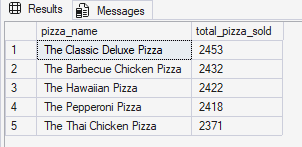 Results Messages
pizza_name total_pizza_sold
1 The Classic Deluxe Pizza 2453
2 The Barbecue Chicken Pizza 2432
3 The Hawaiian Pizza 2422
4 The Pepperoni Pizza 2418
5 The Thai Chicken Pizza 2371